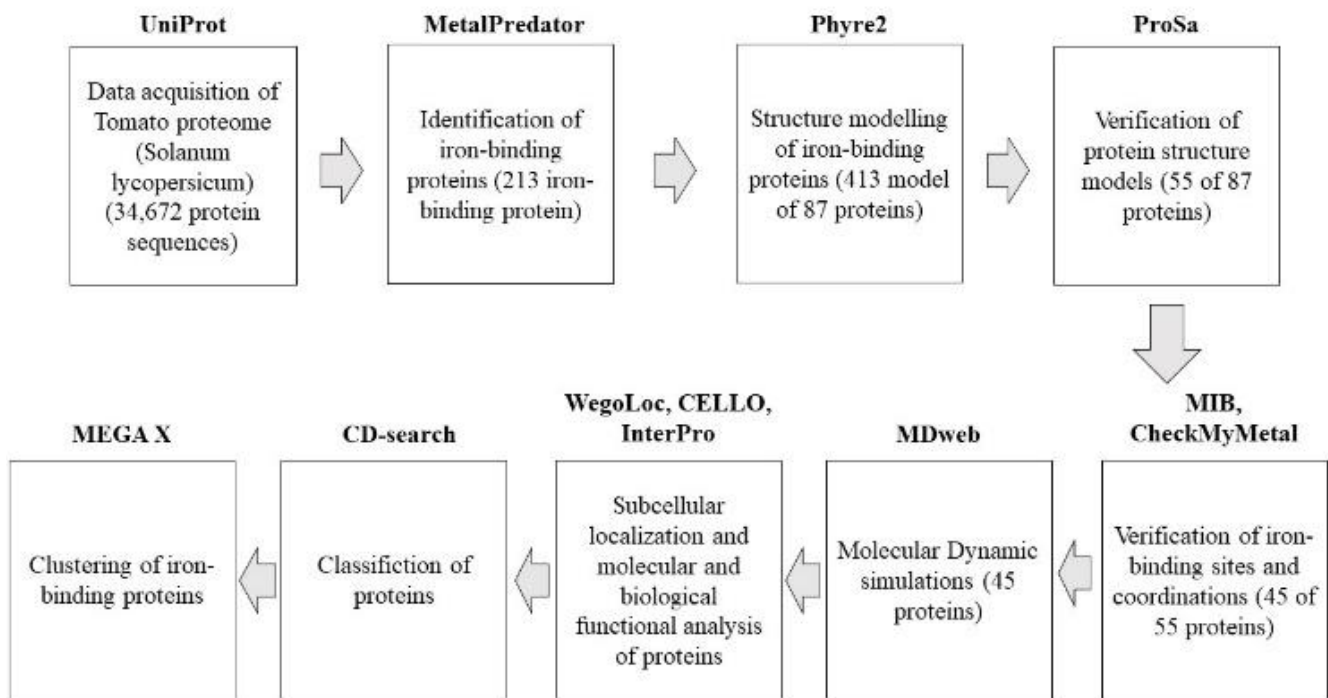 UniProt
Data acquisition of
Tomato proteome
(Solanum
lycopersicum)
(34,672 protein
sequences)
MetalPredator
Identification of
iron-binding
proteins (213 iron-
binding protein)
Phyre2
Structure modelling
of iron-binding
proteins (413 model
of 87 proteins)
ProSa
Verification of
protein structure
models (55 of 87
proteins)
MIB,
CheckMyMetal
Verification of iron-
binding sites and
coordinations (45 of
55 proteins)
MDweb
Molecular Dynamic
simulations (45
proteins)
WegoLoc, CELLO,
InterPro
Subcellular
localization and
molecular and
biological
functional analysis
of proteins
CD-search
Classifiction of
proteins
MEGA X
Clustering of iron-
binding proteins